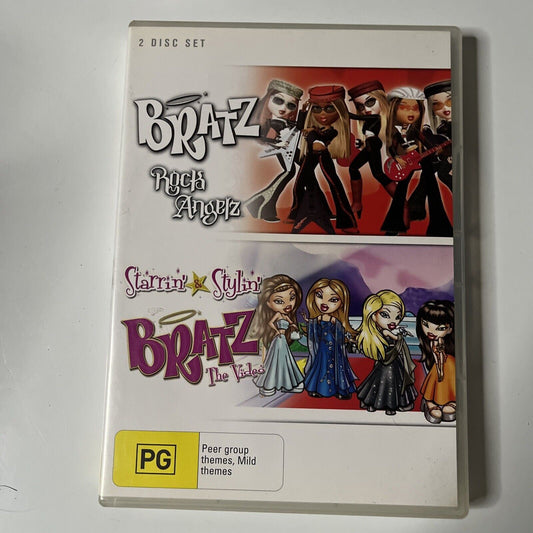 2 DISC SET
BRATZ
Rock
Angelz
Starrin' & Stylin'
BRATZ
The Video
PG
Peer group
themes, Mild
themes